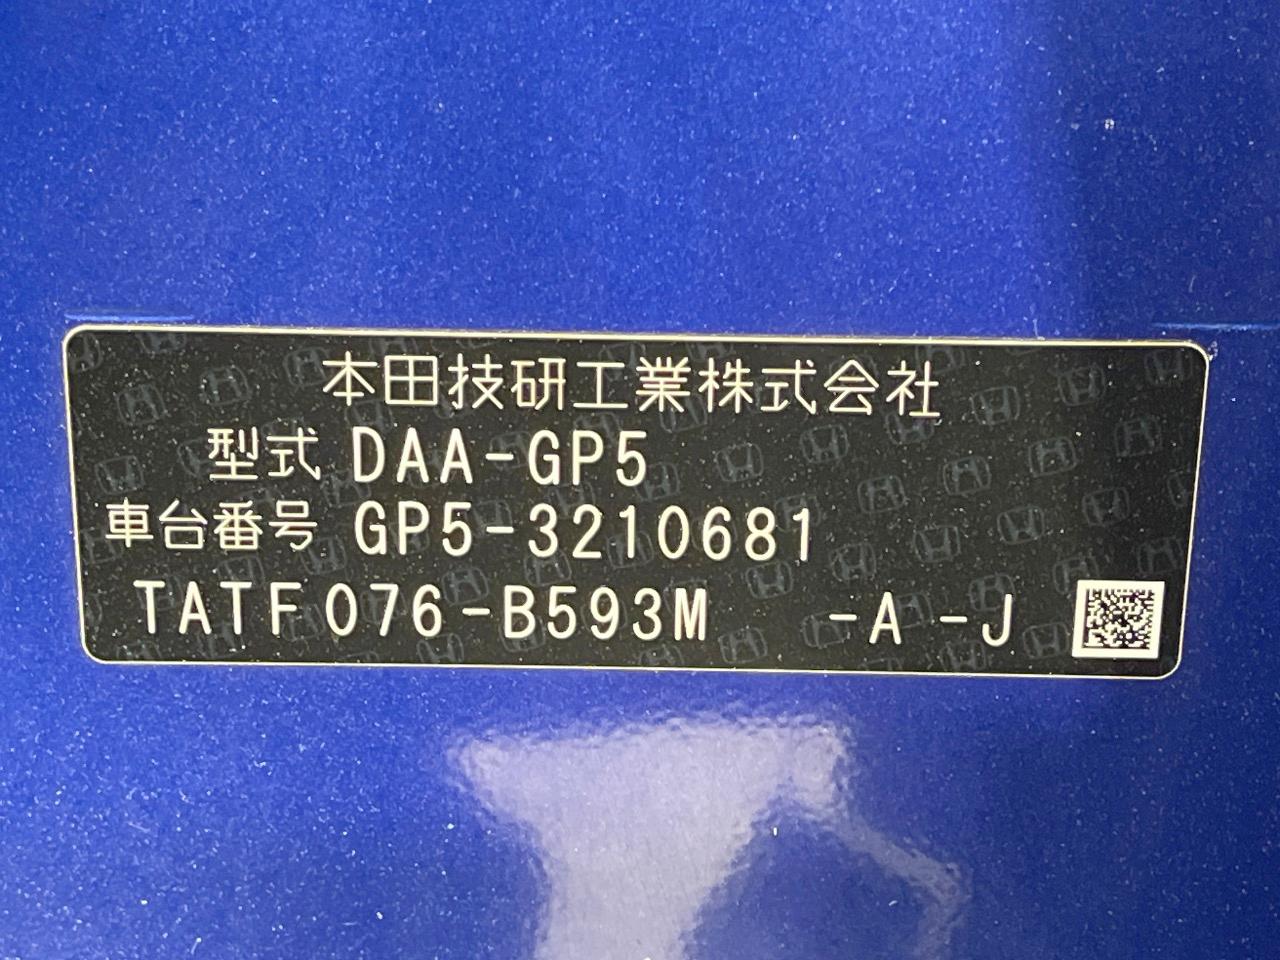 本田技研工業株式会社
型式 DAA-GP5
車台番号 GP5-3210681
TATF076-B593M -A -J